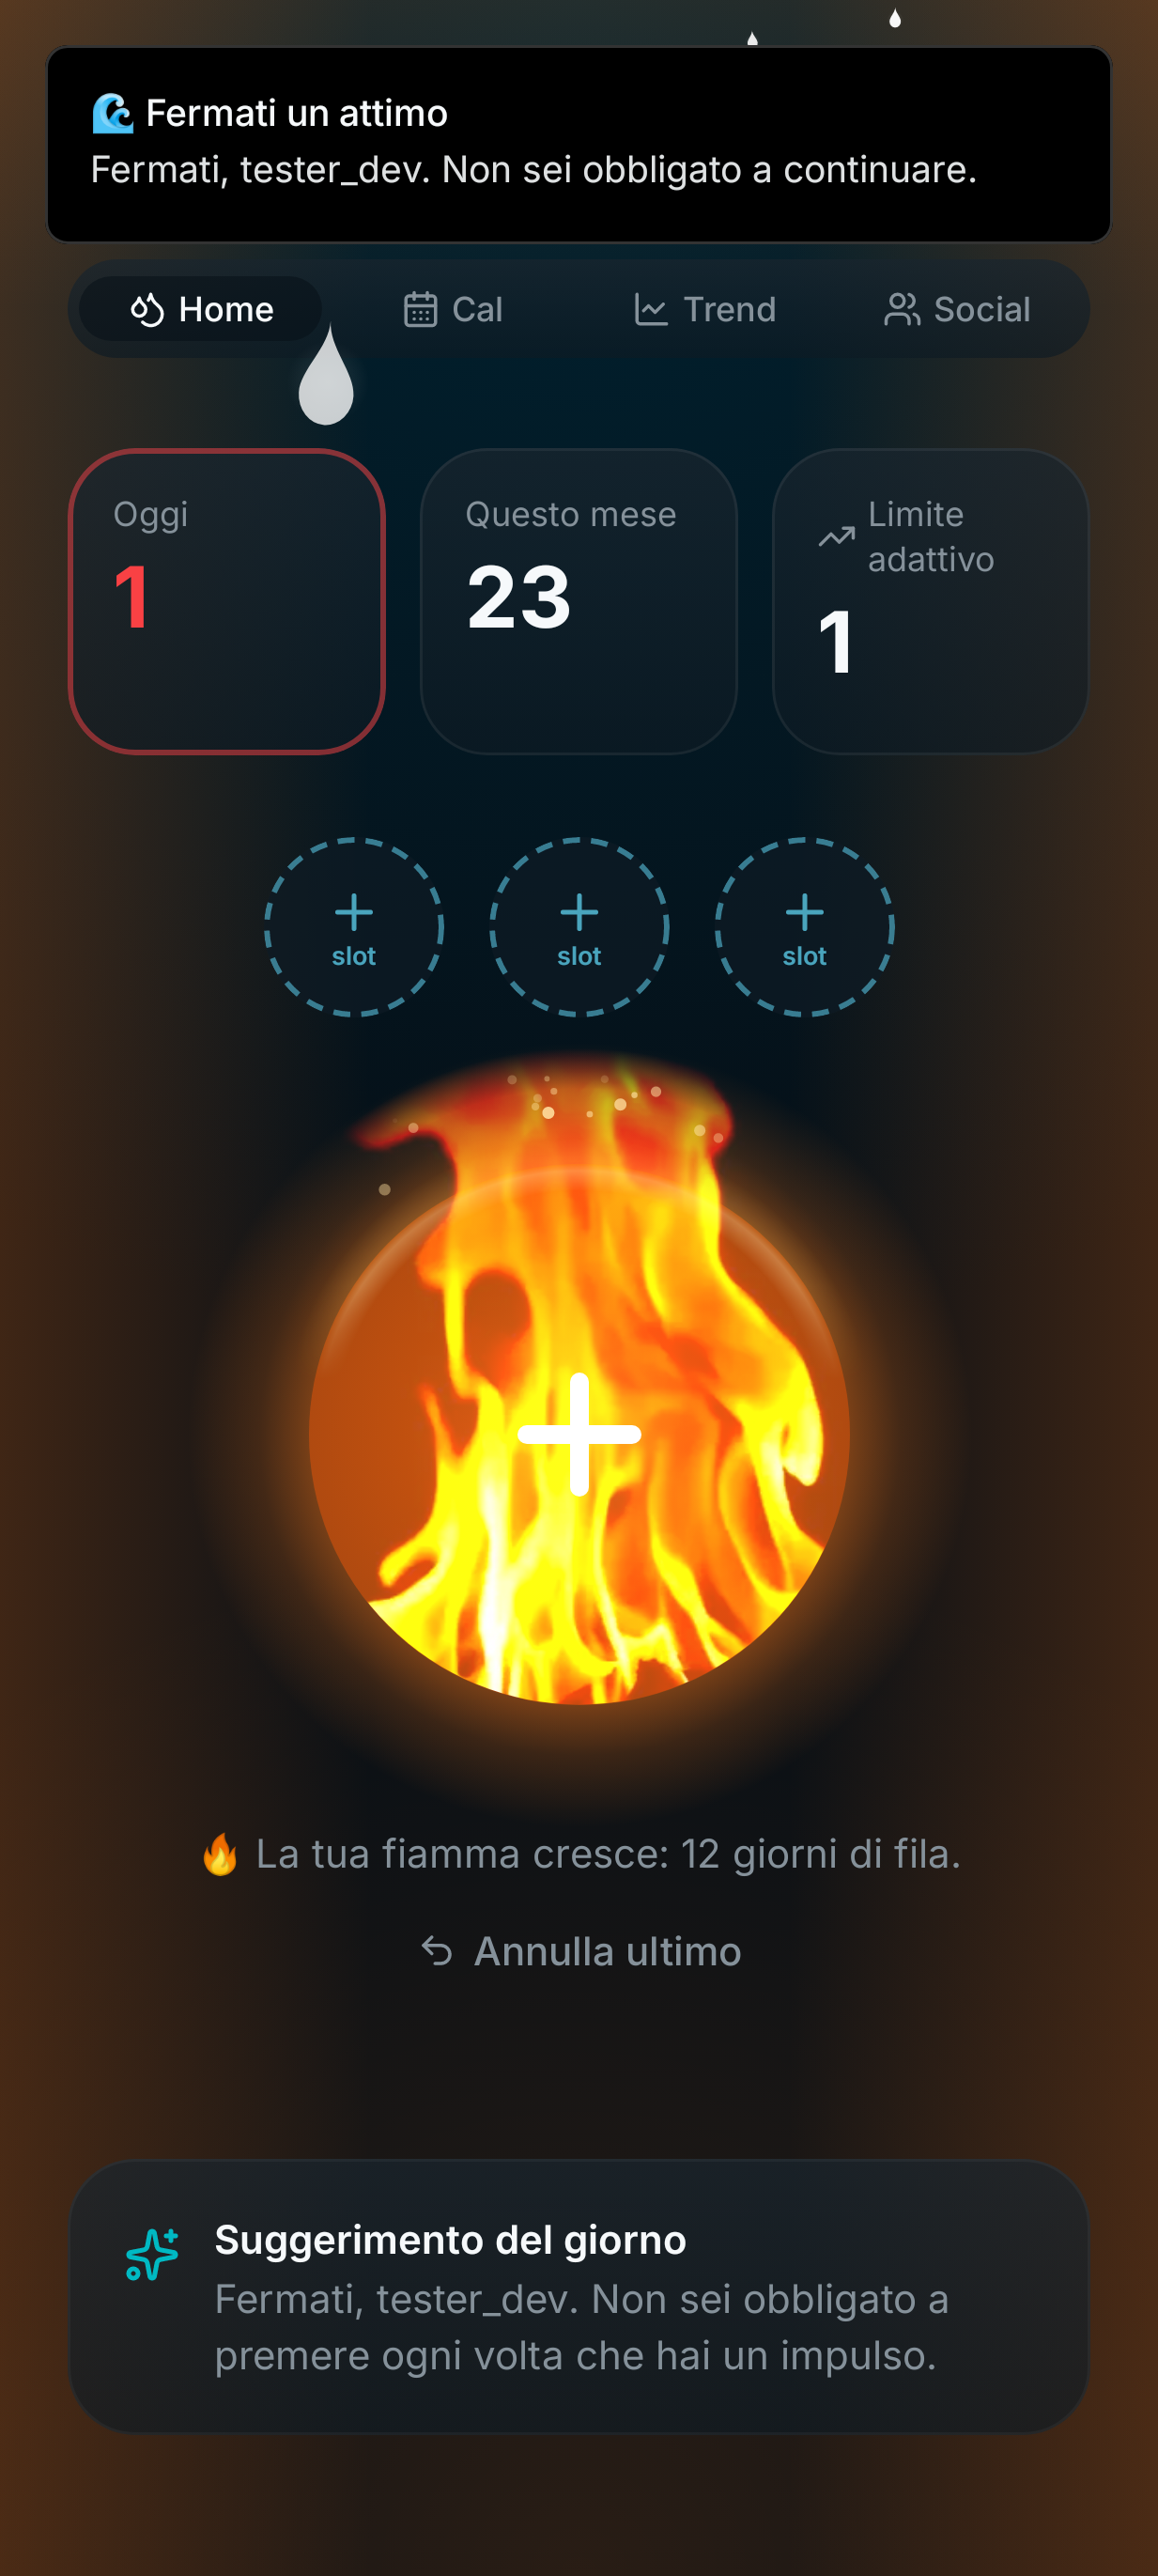 🌊 Fermati un attimo
Fermati, tester_dev. Non sei obbligato a continuare.
Home
Cal
Trend
Social
Oggi
1
Questo mese
23
Limite
adattivo
1
slot
slot
slot
🔥 La tua fiamma cresce: 12 giorni di fila.
Annulla ultimo
Suggerimento del giorno
Fermati, tester_dev. Non sei obbligato a
premere ogni volta che hai un impulso.